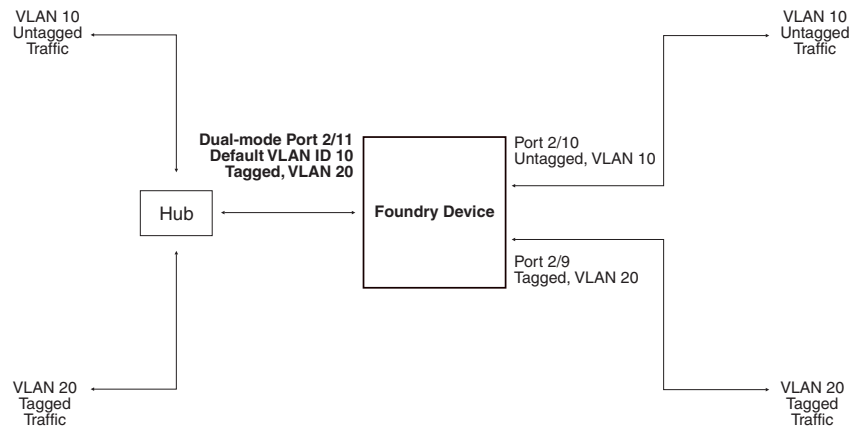 VLAN 10
Untagged
Traffic
VLAN 10
Untagged
Traffic
Dual-mode Port 2/11
Default VLAN ID 10
Tagged, VLAN 20
Port 2/10
Untagged, VLAN 10
Hub
Foundry Device
Port 2/9
Tagged, VLAN 20
VLAN 20
Tagged
Traffic
VLAN 20
Tagged
Traffic